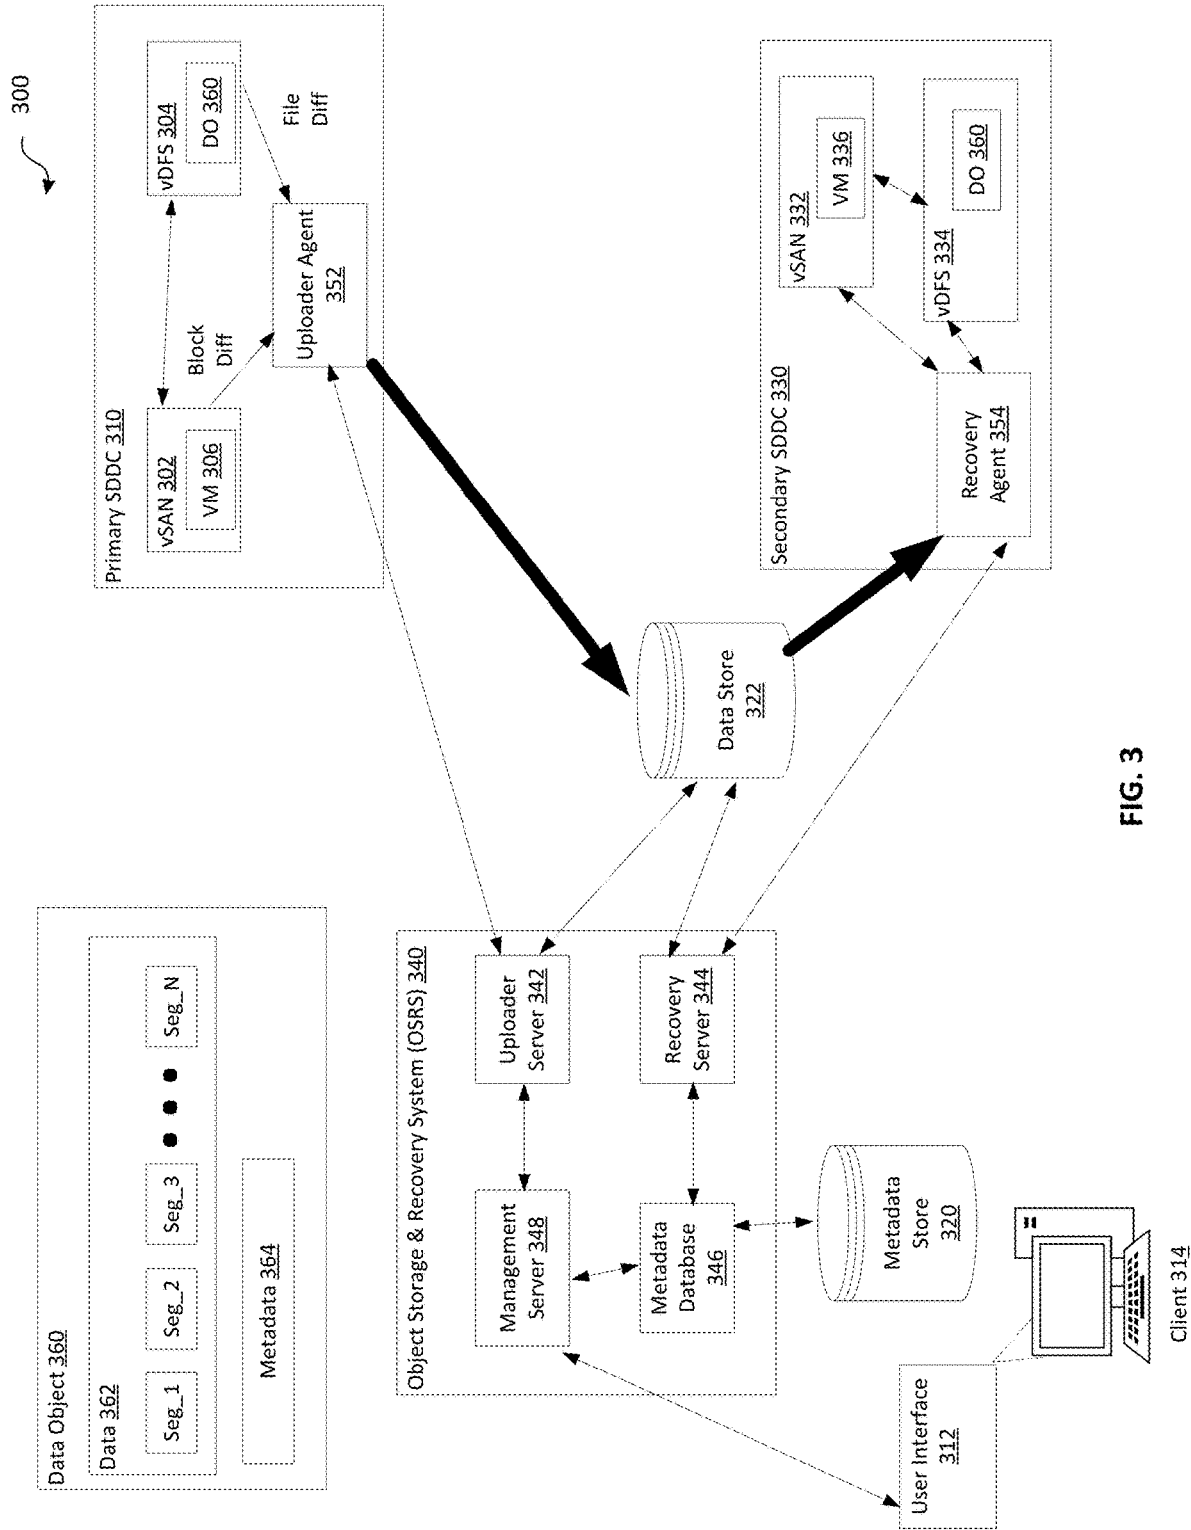 300
Data Object 360
Data 362
Seg_1
Seg_2
Seg_3
Seg_N
Metadata 364
Primary SDDC 310
vSAN 302
VM 306
vDFS 304
DO 360
Block
Diff
File
Diff
Uploader Agent
352
Object Storage & Recovery System (OSRS) 340
Management
Server 348
Uploader
Server 342
Metadata
Database
346
Recovery
Server 344
Data Store
322
Metadata
Store
320
User Interface
312
Client 314
Secondary SDDC 330
Recovery
Agent 354
vSAN 332
VM 336
vDFS 334
DO 360
FIG. 3